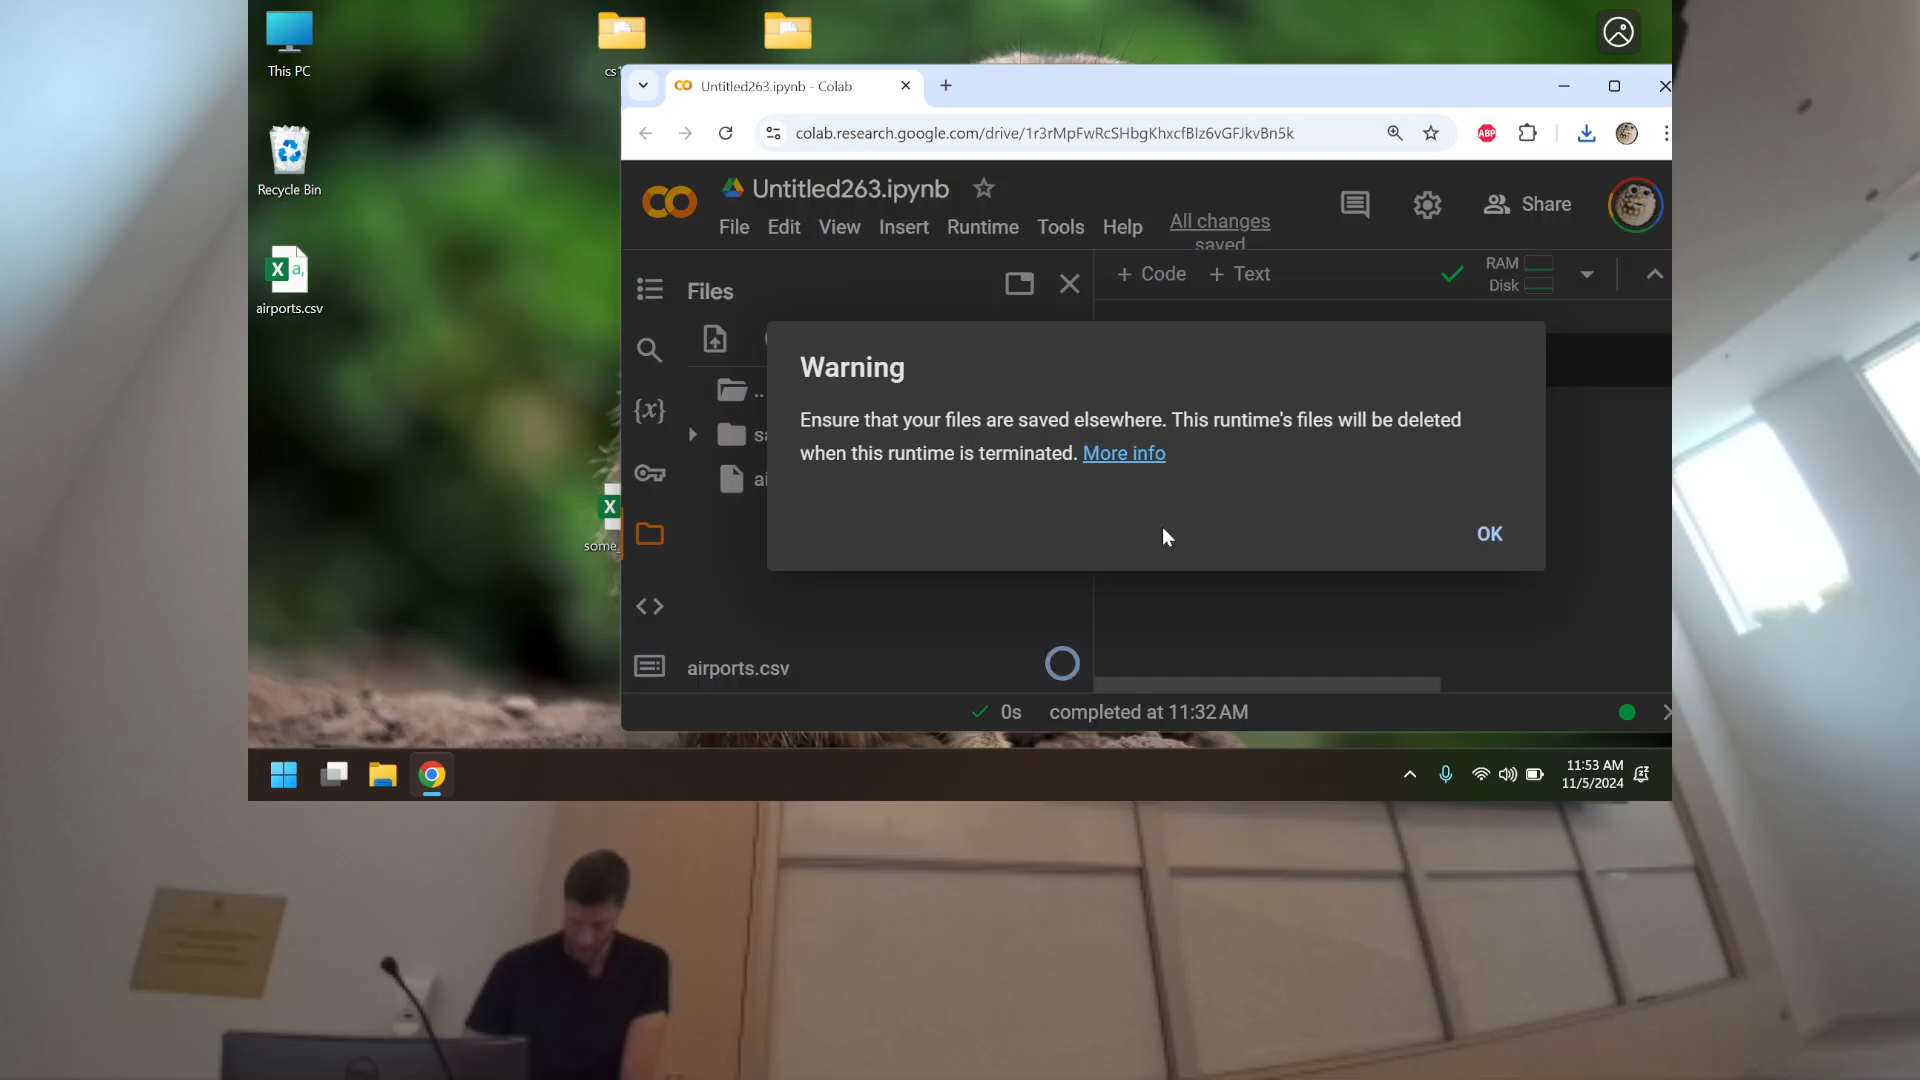 This PC
Recycle Bin
airports.csv
Untitled263.ipynb - Colab
colab.research.google.com/drive/1r3rMpFwRcSHbgKhxcfBIz6vGFJkvBn5k
ABP
Untitled263.ipynb
Share
File Edit View Insert Runtime Tools Help All changes saved
Files
+ Code + Text
RAM
Disk
..
Warning
Ensure that your files are saved elsewhere. This runtime's files will be deleted
when this runtime is terminated. More info
OK
{x}
some_
airports.csv
0s completed at 11:32 AM
11:53 AM
11/5/2024